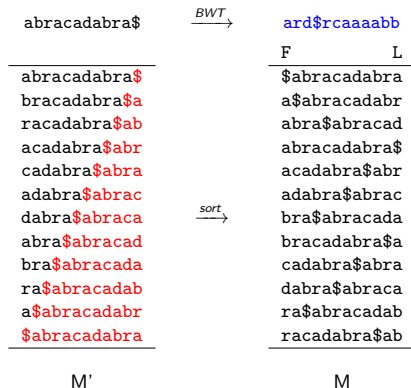 abracadabra$ BWT ard$rcaaaabb
F L
abracadabra$ $abracadabra
bracadabra$a a$abracadabr
racadabra$ab abra$abracad
acadabra$abr abracadabra$
cadabra$abra acadabra$abr
adabra$abrac adabra$abrac
dabra$abraca sort bra$abracada
abra$abracad bracadabra$a
bra$abracada cadabra$abra
ra$abracadab dabra$abraca
a$abracadabr ra$abracadab
$abracadabra racadabra$ab
M' M